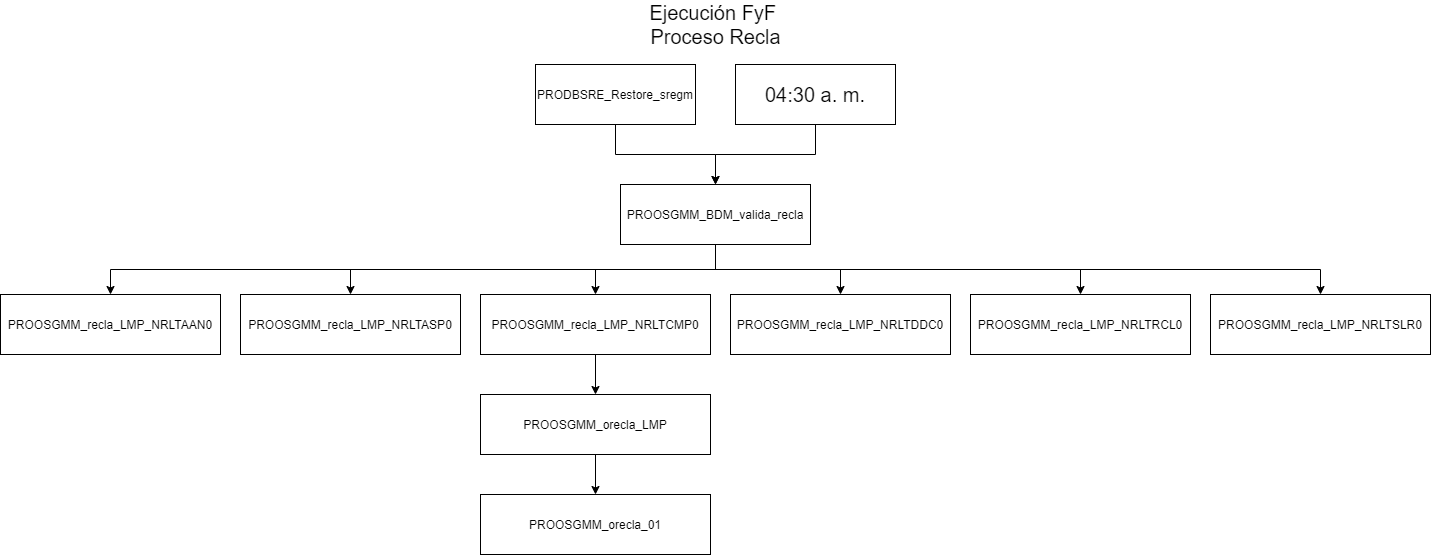 Ejecución FyF
Proceso Recla
PRODBSRE_Restore_sregm
04:30 a. m.
PROOSGMM_BDM_valida_recla
PROOSGMM_recla_LMP_NRLTAAN0
PROOSGMM_recla_LMP_NRLTASP0
PROOSGMM_recla_LMP_NRLTCMP0
PROOSGMM_recla_LMP_NRLTDDC0
PROOSGMM_recla_LMP_NRLTRCL0
PROOSGMM_recla_LMP_NRLTSLR0
PROOSGMM_orecla_LMP
PROOSGMM_orecla_01